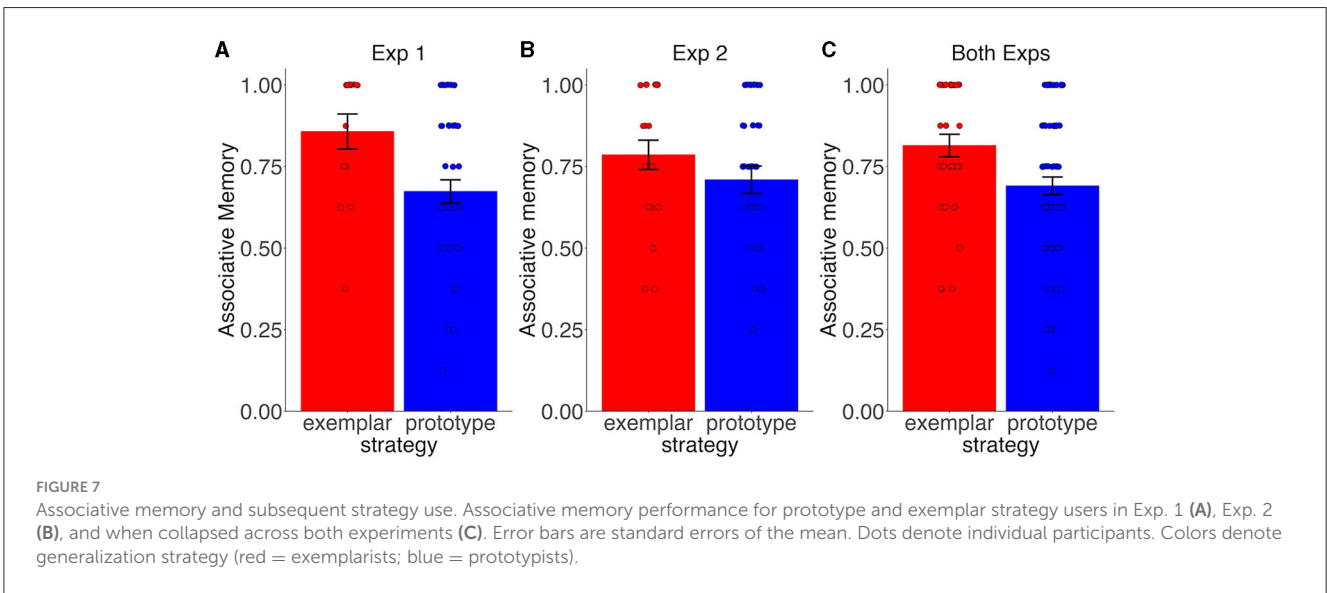 A Exp 1
B Exp 2
C Both Exps
Associative Memory
1.00
0.75
0.50
0.25
0.00
exemplar prototype
strategy
Associative memory
1.00
0.75
0.50
0.25
0.00
exemplar prototype
strategy
Associative memory
1.00
0.75
0.50
0.25
0.00
exemplar prototype
strategy
FIGURE 7
Associative memory and subsequent strategy use. Associative memory performance for prototype and exemplar strategy users in Exp. 1 (A), Exp. 2
(B), and when collapsed across both experiments (C). Error bars are standard errors of the mean. Dots denote individual participants. Colors denote
generalization strategy (red = exemplarists; blue = prototypists).